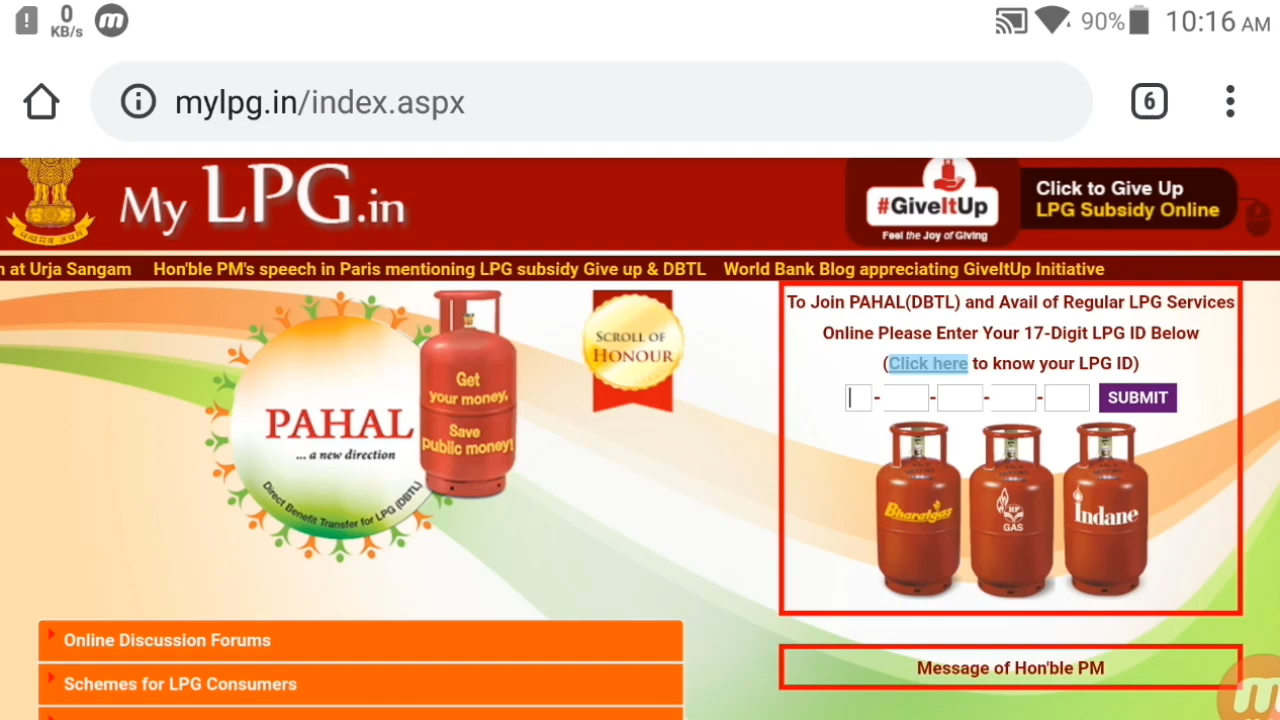 0
KB/s
m
90%
10:16 AM
mylpg.in/index.aspx
6
My LPG.in
#GiveItUp
Feel the Joy of Giving
Click to Give Up
LPG Subsidy Online
n at Urja Sangam Hon'ble PM's speech in Paris mentioning LPG subsidy Give up & DBTL World Bank Blog appreciating GiveItUp Initiative
PAHAL
... a new direction
Direct Benefit Transfer for LPG (DBTL)
Get
your money,
Save
public money!
SCROLL OF
HONOUR
To Join PAHAL(DBTL) and Avail of Regular LPG Services
Online Please Enter Your 17-Digit LPG ID Below
(Click here to know your LPG ID)
- - - - SUBMIT
Bharatgas
HP
GAS
Indane
Online Discussion Forums
Schemes for LPG Consumers
Message of Hon'ble PM